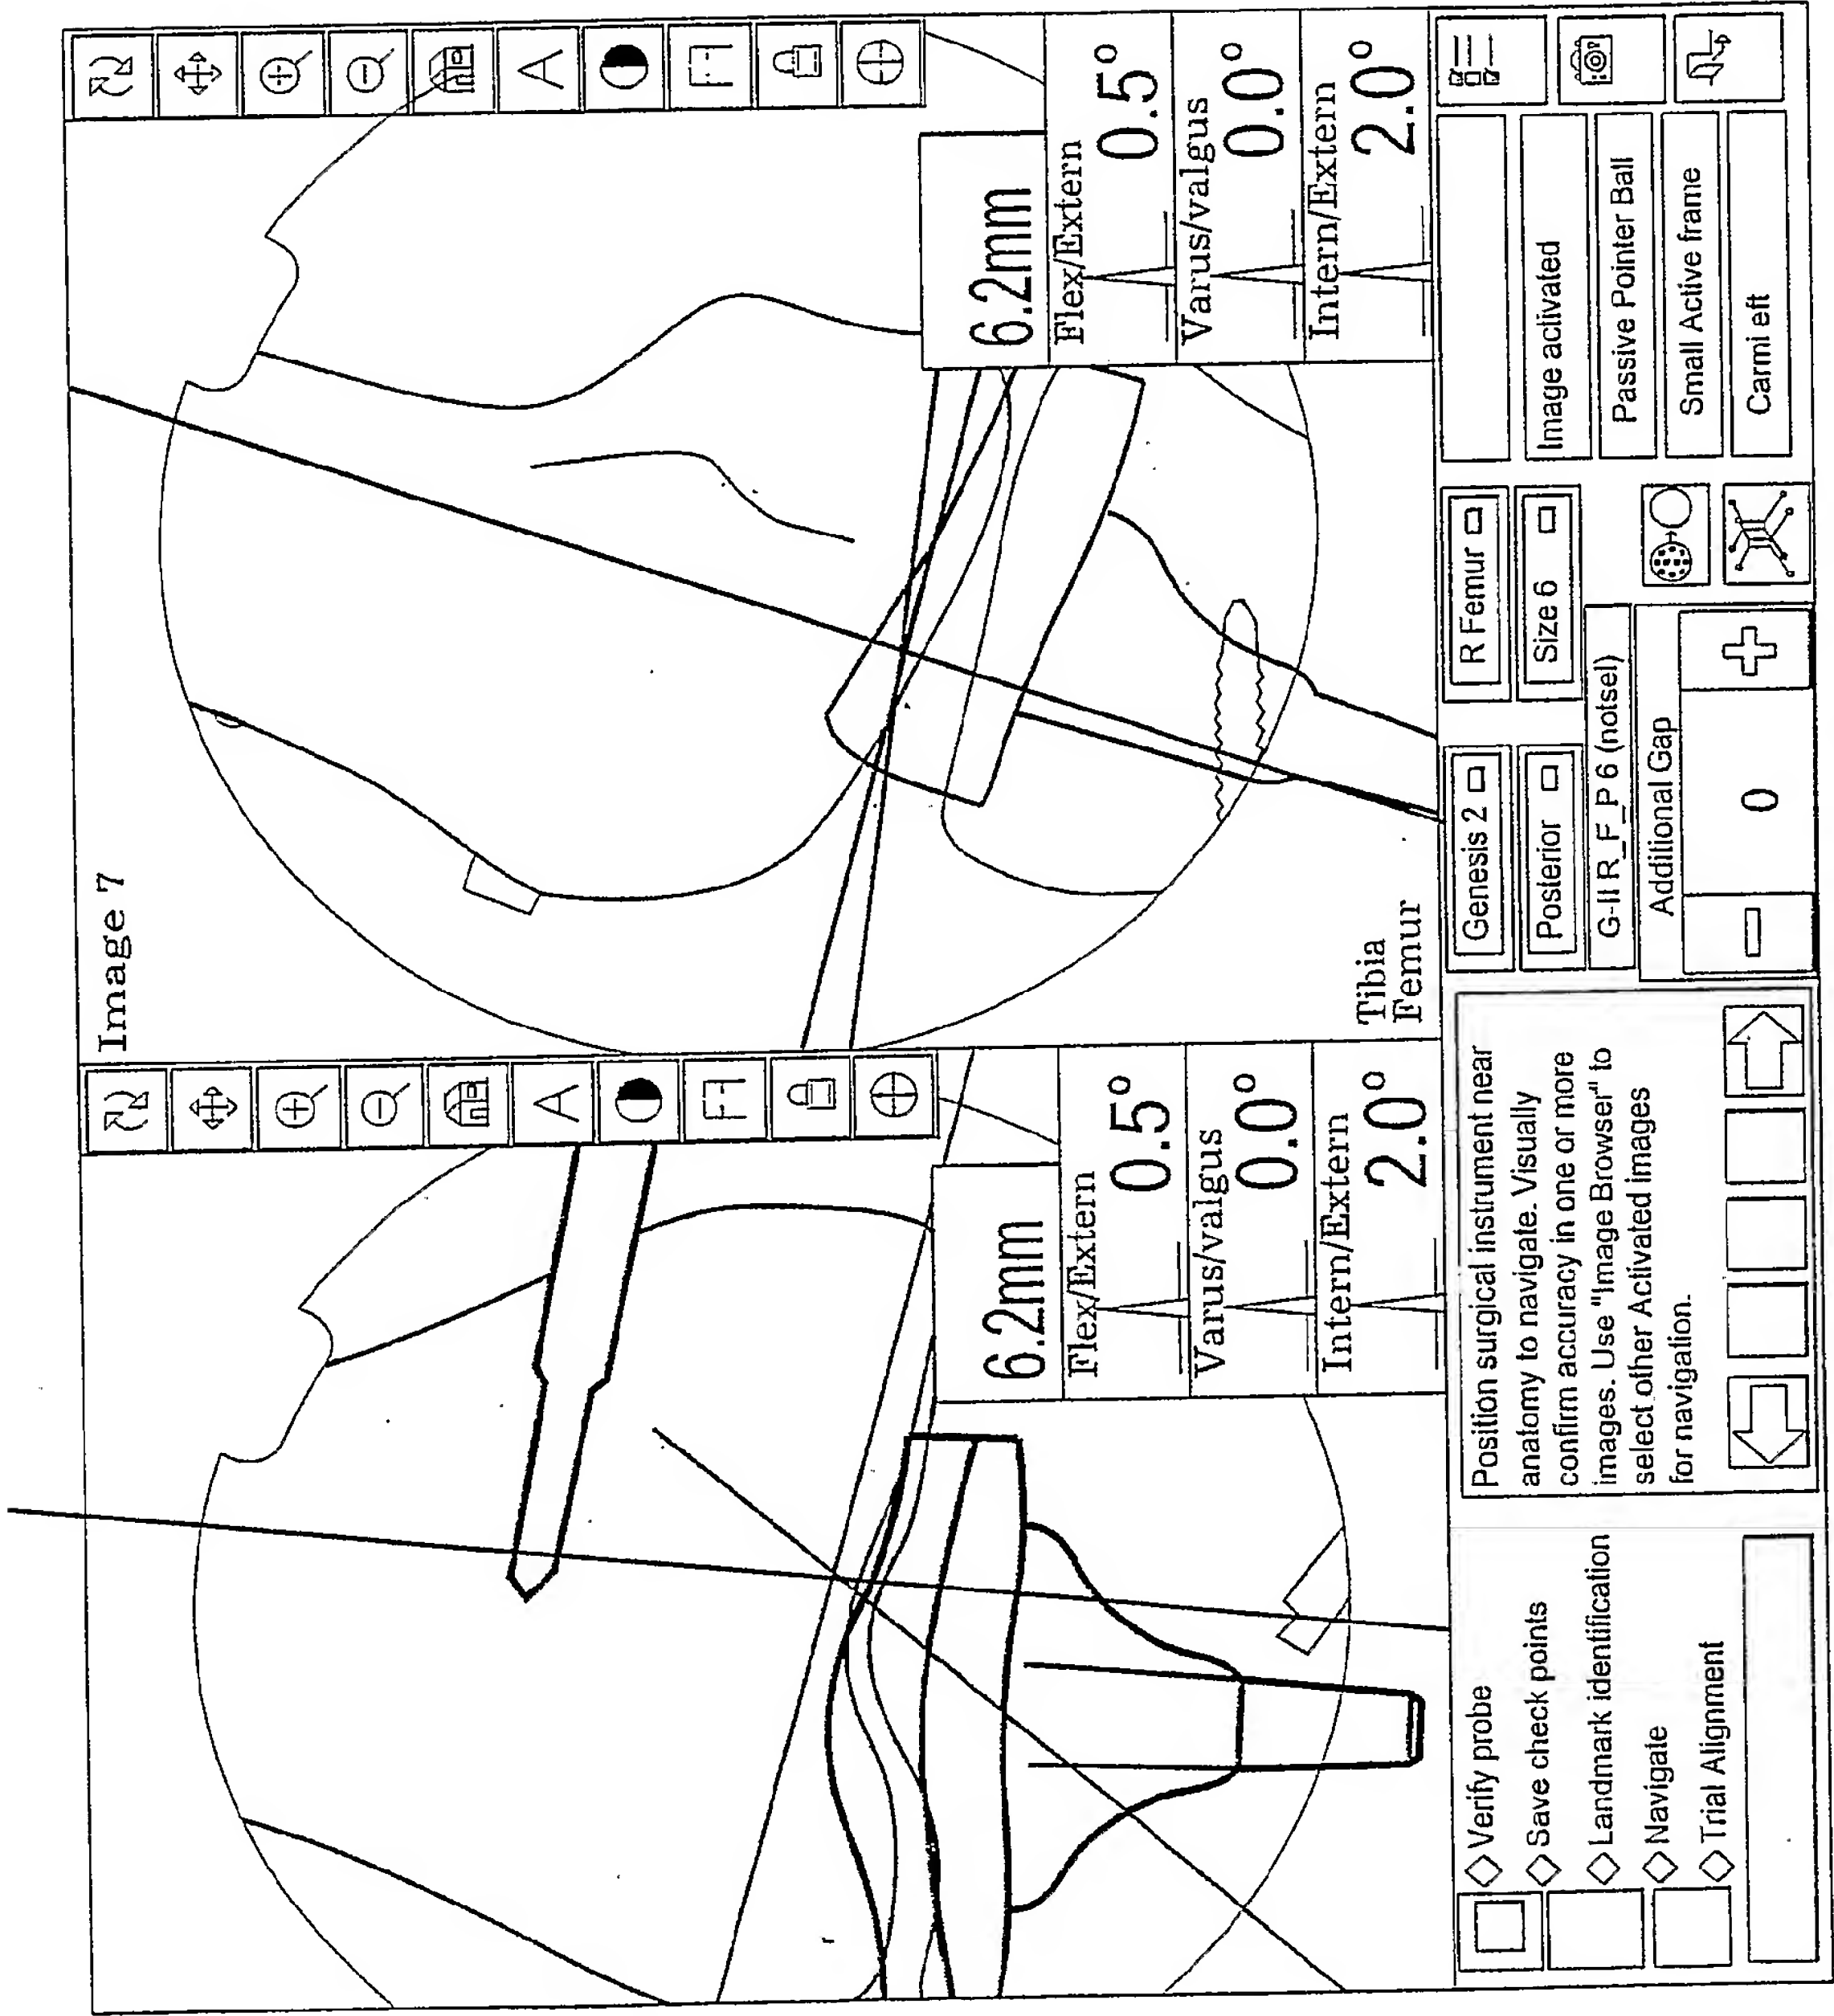 Image 7
6.2mm
Flex/Extern
0.5°
Varus/valgus
0.0°
Intern/Extern
2.0°
6.2mm
Flex/Extern
0.5°
Varus/valgus
0.0°
Intern/Extern
2.0°
Tibia
Femur
Verify probe
Save check points
Landmark identification
Navigate
Trial Alignment
Position surgical instrument near
anatomy to navigate. Visually
confirm accuracy in one or more
images. Use "Image Browser" to
select other Activated images
for navigation.
Genesis 2
R Femur
Posterior
Size 6
G-IIR_F_P 6 (notsel)
Additional Gap
0
Image activated
Passive Pointer Ball
Small Active frame
Carmi eft